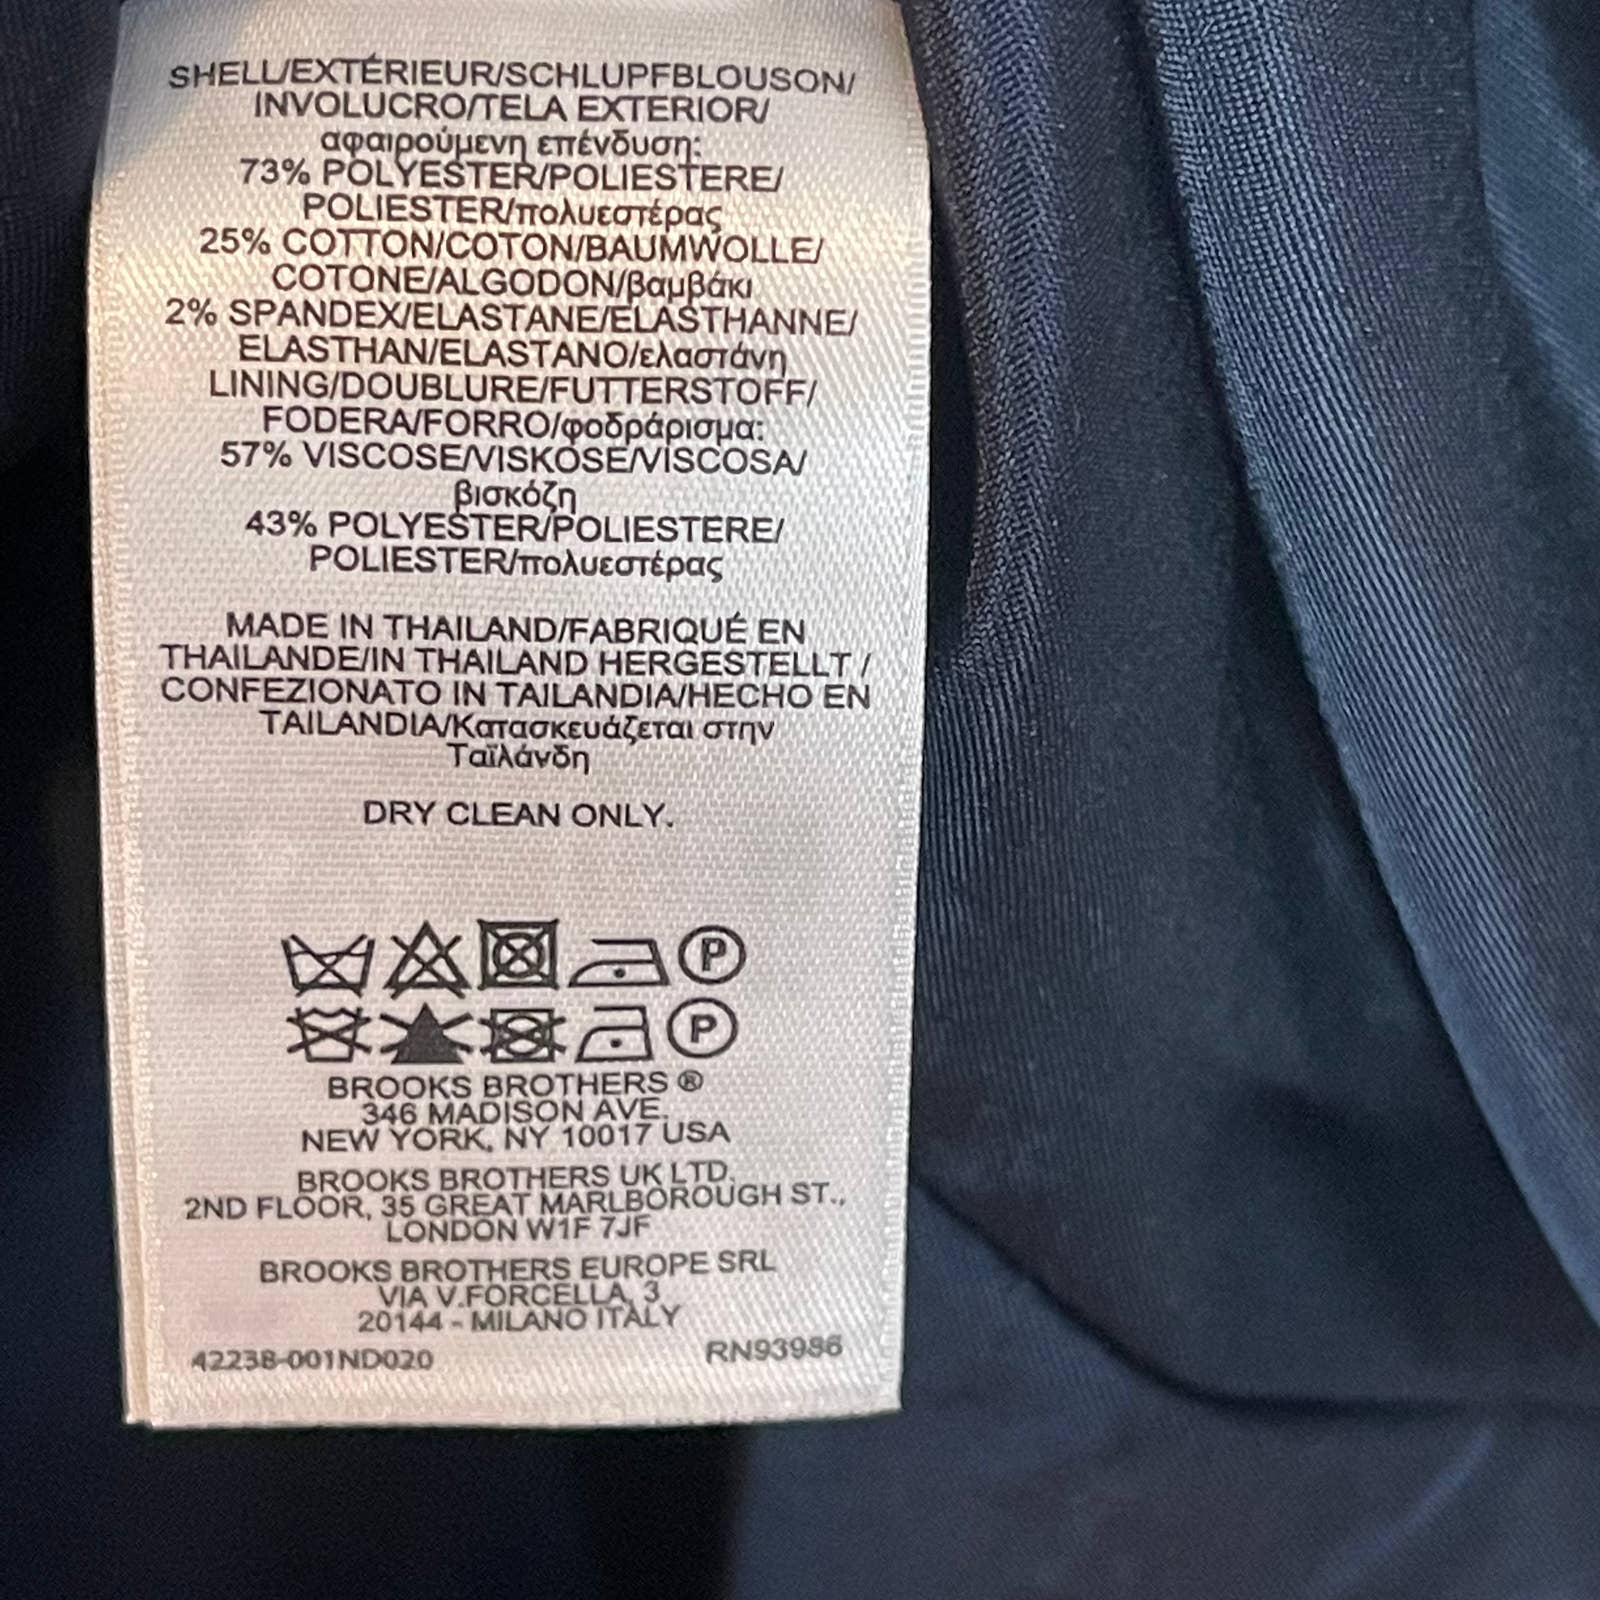 SHELL/EXTÉRIEUR/SCHLUPFBLOUSON/
INVOLUCRO/TELA EXTERIOR/
αφαιρούμενη επένδυση:
73% POLYESTER/POLIESTERE/
POLIESTER/πολυεστέρας
25% COTTON/COTON/BAUMWOLLE/
COTONE/ALGODON/βαμβάκι
2% SPANDEX/ELASTANE/ELASTHANNE/
ELASTHAN/ELASTANO/ελαστάνη
LINING/DOUBLURE/FUTTERSTOFF/
FODERA/FORRO/φοδράρισμα:
57% VISCOSE/VISKOSE/VISCOSA/
βισκόζη
43% POLYESTER/POLIESTERE/
POLIESTER/πολυεστέρας
MADE IN THAILAND/FABRIQUÉ EN
THAILANDE/IN THAILAND HERGESTELLT /
CONFEZIONATO IN TAILANDIA/HECHO EN
TAILANDIA/Κατασκευάζεται στην
Ταϊλάνδη
DRY CLEAN ONLY.
P
P
BROOKS BROTHERS ®
346 MADISON AVE.
NEW YORK, NY 10017 USA
BROOKS BROTHERS UK LTD.
2ND FLOOR, 35 GREAT MARLBOROUGH ST.,
LONDON W1F 7JF
BROOKS BROTHERS EUROPE SRL
VIA V.FORCELLA, 3
20144 - MILANO ITALY
42238-001ND020 RN93986